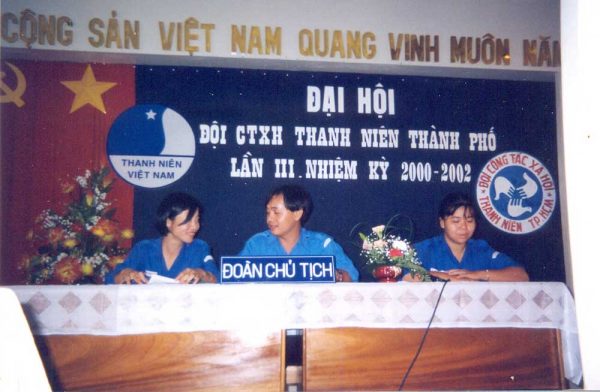 CỘNG SẢN VIỆT NAM QUANG VINH MUÔN NĂM
ĐẠI HỘI
ĐỘI CTXH THANH NIÊN THÀNH PHỐ
LẦN III. NHIỆM KỲ 2000-2002
THANH NIÊN
VIỆT NAM
ĐỘI CÔNG TÁC XÃ HỘI
THANH NIÊN TP.HCM
ĐOÀN CHỦ TỊCH